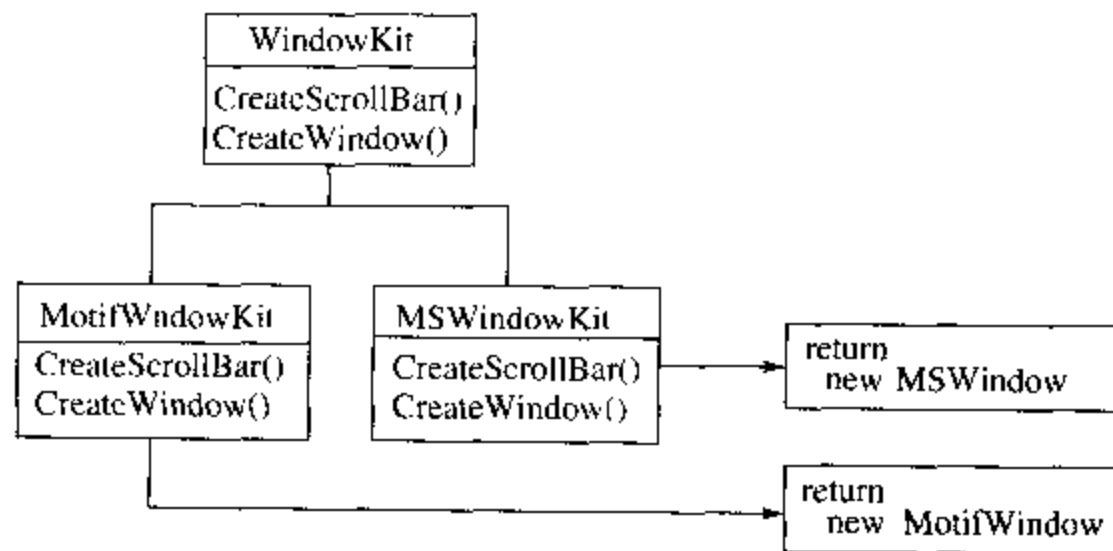 WindowKit
CreateScrollBar()
CreateWindow()
MotifWndowKit
CreateScrollBar()
CreateWindow()
MSWindowKit
CreateScrollBar()
CreateWindow()
return
new MSWindow
return
new MotifWindow